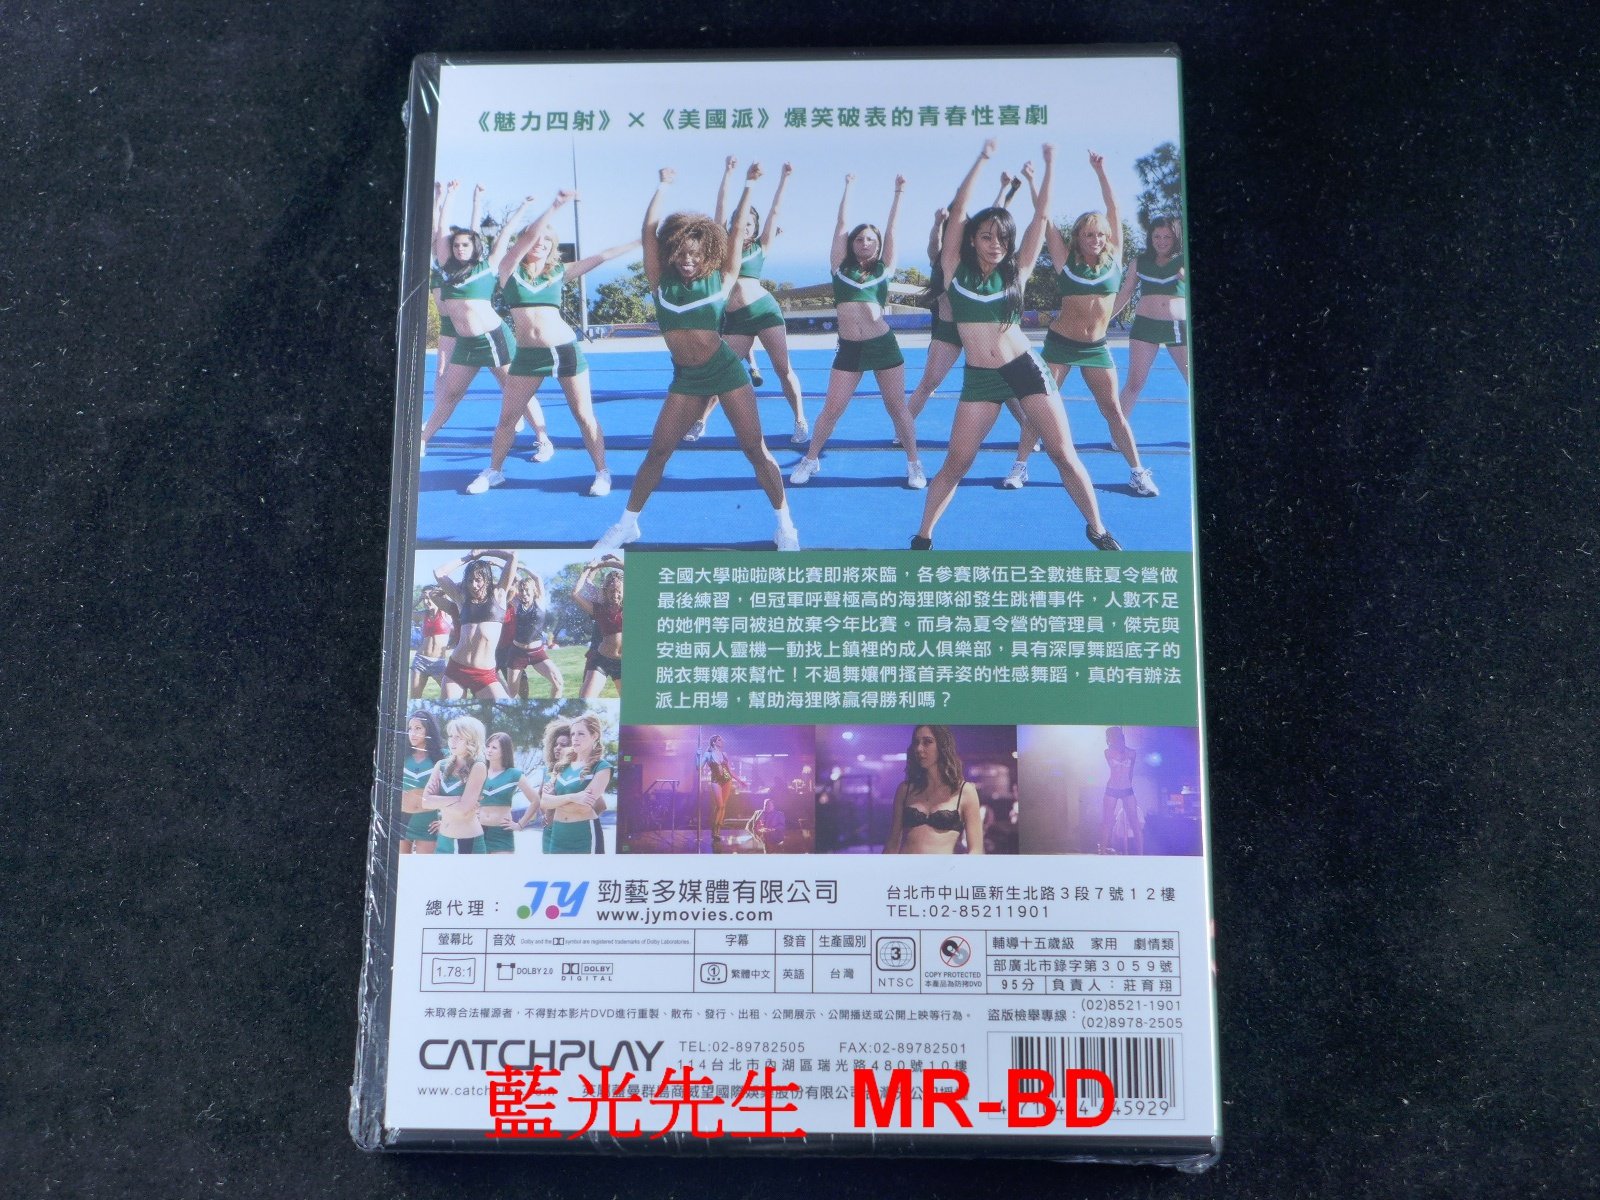 《魅力四射》×《美國派》爆笑破表的青春性喜劇
全國大學啦啦隊比賽即將來臨，各參賽隊伍已全數進駐夏令營做
最後練習，但冠軍呼聲極高的海狸隊卻發生跳槽事件，人數不足
的她們等同被迫放棄今年比賽。而身為夏令營的管理員，傑克與
安迪兩人靈機一動找上鎮裡的成人俱樂部，具有深厚舞蹈底子的
脫衣舞孃來幫忙！不過舞孃們搔首弄姿的性感舞蹈，真的有辦法
派上用場，幫助海狸隊贏得勝利嗎？
總代理：
JY
勁藝多媒體有限公司
www.jymovies.com
台北市中山區新生北路3段7號12樓
TEL:02-85211901
螢幕比
1.78:1
音效 Dolby and the DD symbol are registered trademarks of Dolby Laboratories
DOLBY 2.0
DOLBY
DIGITAL
字幕
繁體中文
發音
英語
生產國別
台灣
3
NTSC
COPY PROTECTED
本產品為防拷DVD
輔導十五歲級 家用 劇情類
部廣北市錄字第3059號
95分 負責人：莊育翔
未取得合法權源者，不得對本影片DVD進行重製、散布、發行、出租、公開展示、公開播送或公開上映等行為。
盜版檢舉專線：
(02)8521-1901
(02)8978-2505
CATCHPLAY
TEL:02-89782505 FAX:02-89782501
114台北市內湖區瑞光路480號10樓
藍光先生 MR-BD